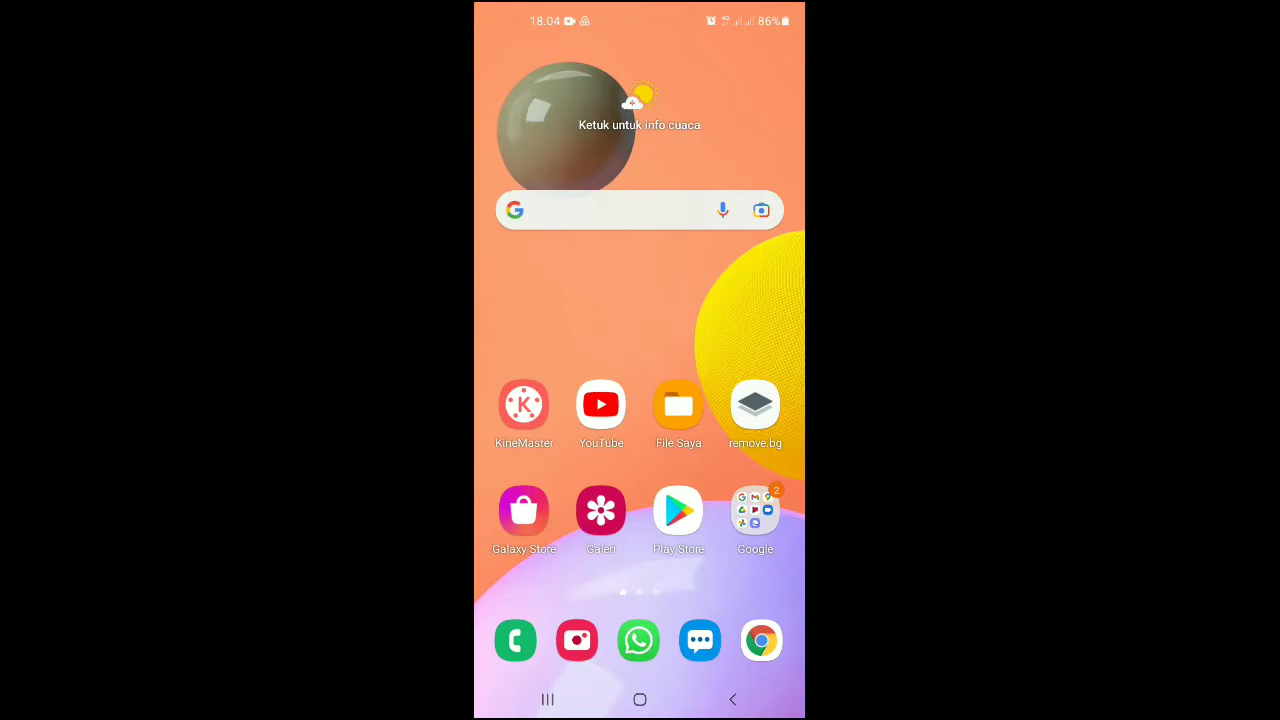 18.04 86%
Ketuk untuk info cuaca
KineMaster YouTube File Saya remove.bg
2
Galaxy Store Galeri Play Store Google